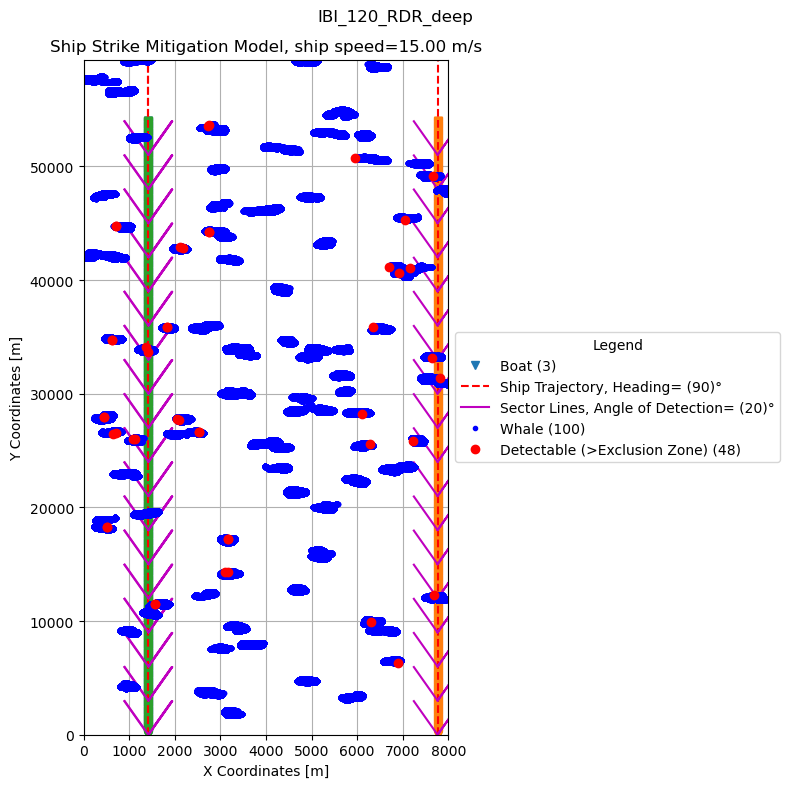 IBI_120_RDR_deep
Ship Strike Mitigation Model, ship speed=15.00 m/s
Y Coordinates [m]
50000
40000
30000
20000
10000
0
0 1000 2000 3000 4000 5000 6000 7000 8000
X Coordinates [m]
Legend
Boat (3)
Ship Trajectory, Heading= (90)°
Sector Lines, Angle of Detection= (20)°
Whale (100)
Detectable (>Exclusion Zone) (48)